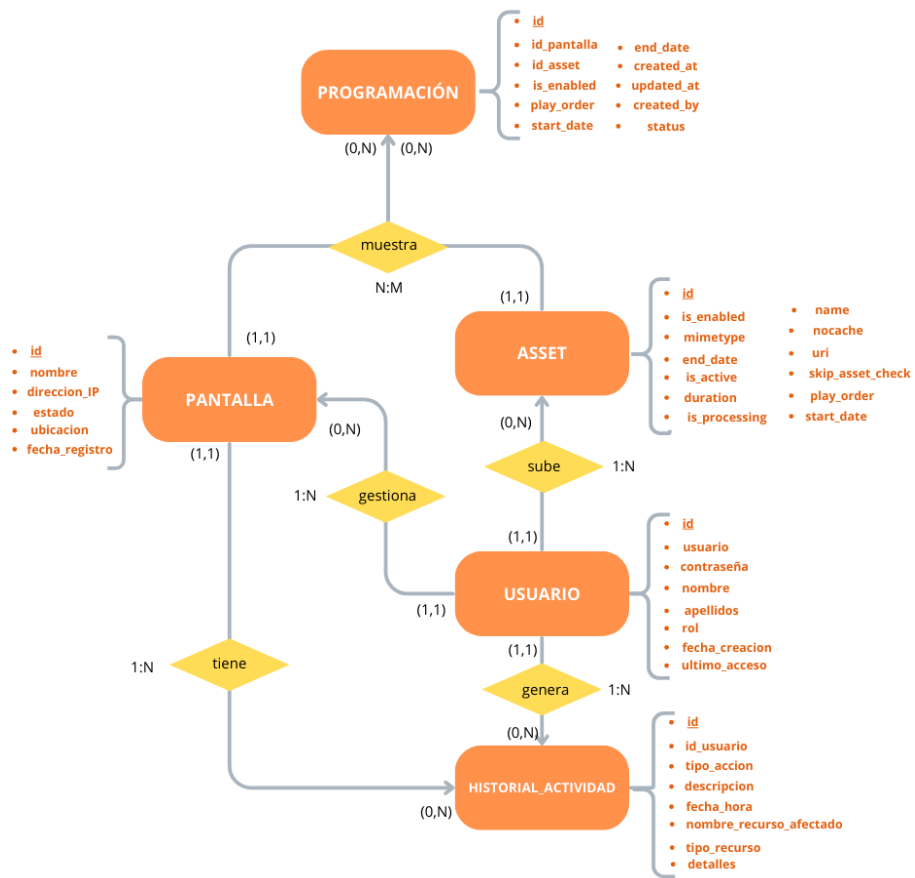 id
id_pantalla
id_asset
is_enabled
play_order
start_date
end_date
created_at
updated_at
created_by
status
PROGRAMACIÓN
(0,N) (0,N)
muestra
N:M
(1,1)
(1,1)
id
is_enabled
mimetype
end_date
is_active
duration
is_processing
name
nocache
uri
skip_asset_check
play_order
start_date
ASSET
id
nombre
direccion_IP
estado
ubicacion
fecha_registro
PANTALLA
(1,1)
(0,N)
(0,N)
sube
1:N
1:N
gestiona
(1,1)
id
usuario
contraseña
nombre
apellidos
rol
fecha_creacion
ultimo_acceso
USUARIO
(1,1)
(1,1)
1:N
tiene
genera
1:N
(0,N)
id
id_usuario
tipo_accion
descripcion
fecha_hora
nombre_recurso_afectado
tipo_recurso
detalles
HISTORIAL_ACTIVIDAD
(0,N)